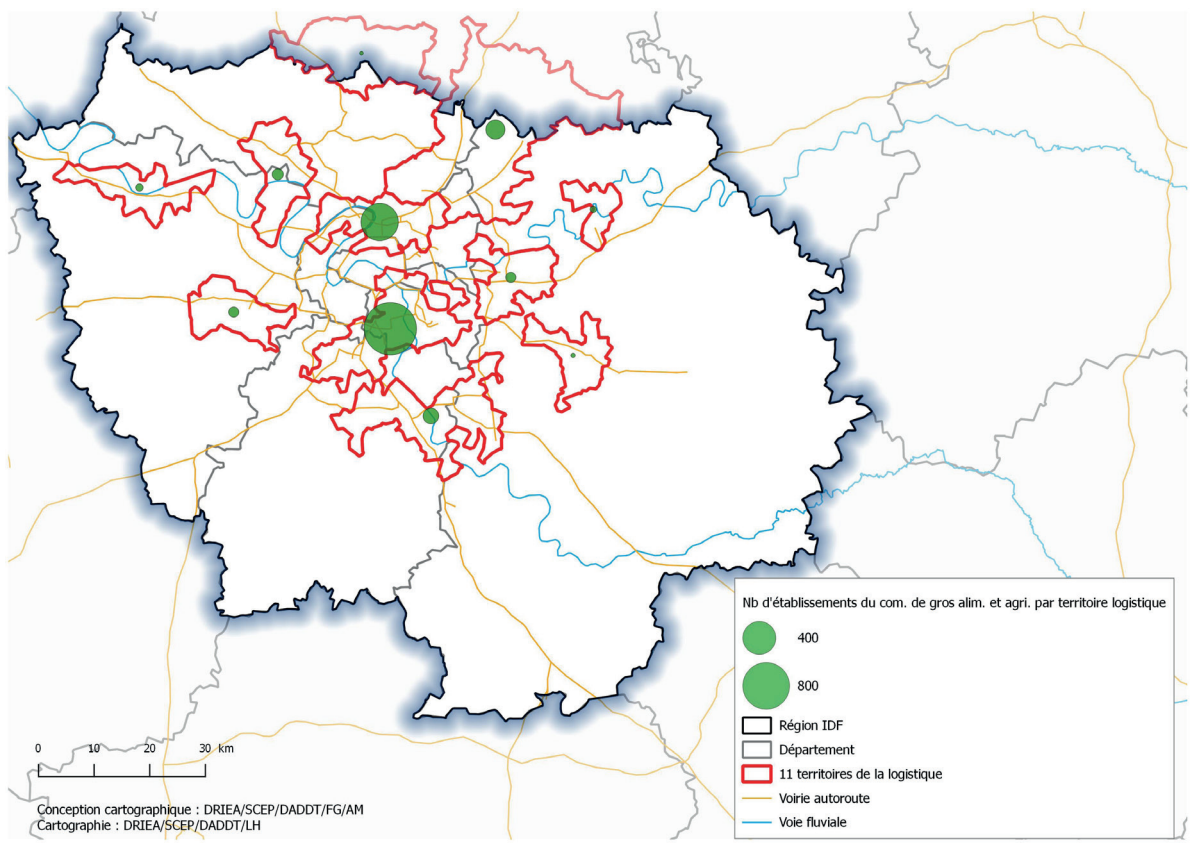 Nb d'établissements du com. de gros alim. et agri. par territoire logistique
400
800
Région IDF
Département
11 territoires de la logistique
Voirie autoroute
Voie fluviale
0 10 20 30 km
Conception cartographique : DRIEA/SCEP/DADDT/FG/AM
Cartographie : DRIEA/SCEP/DADDT/LH